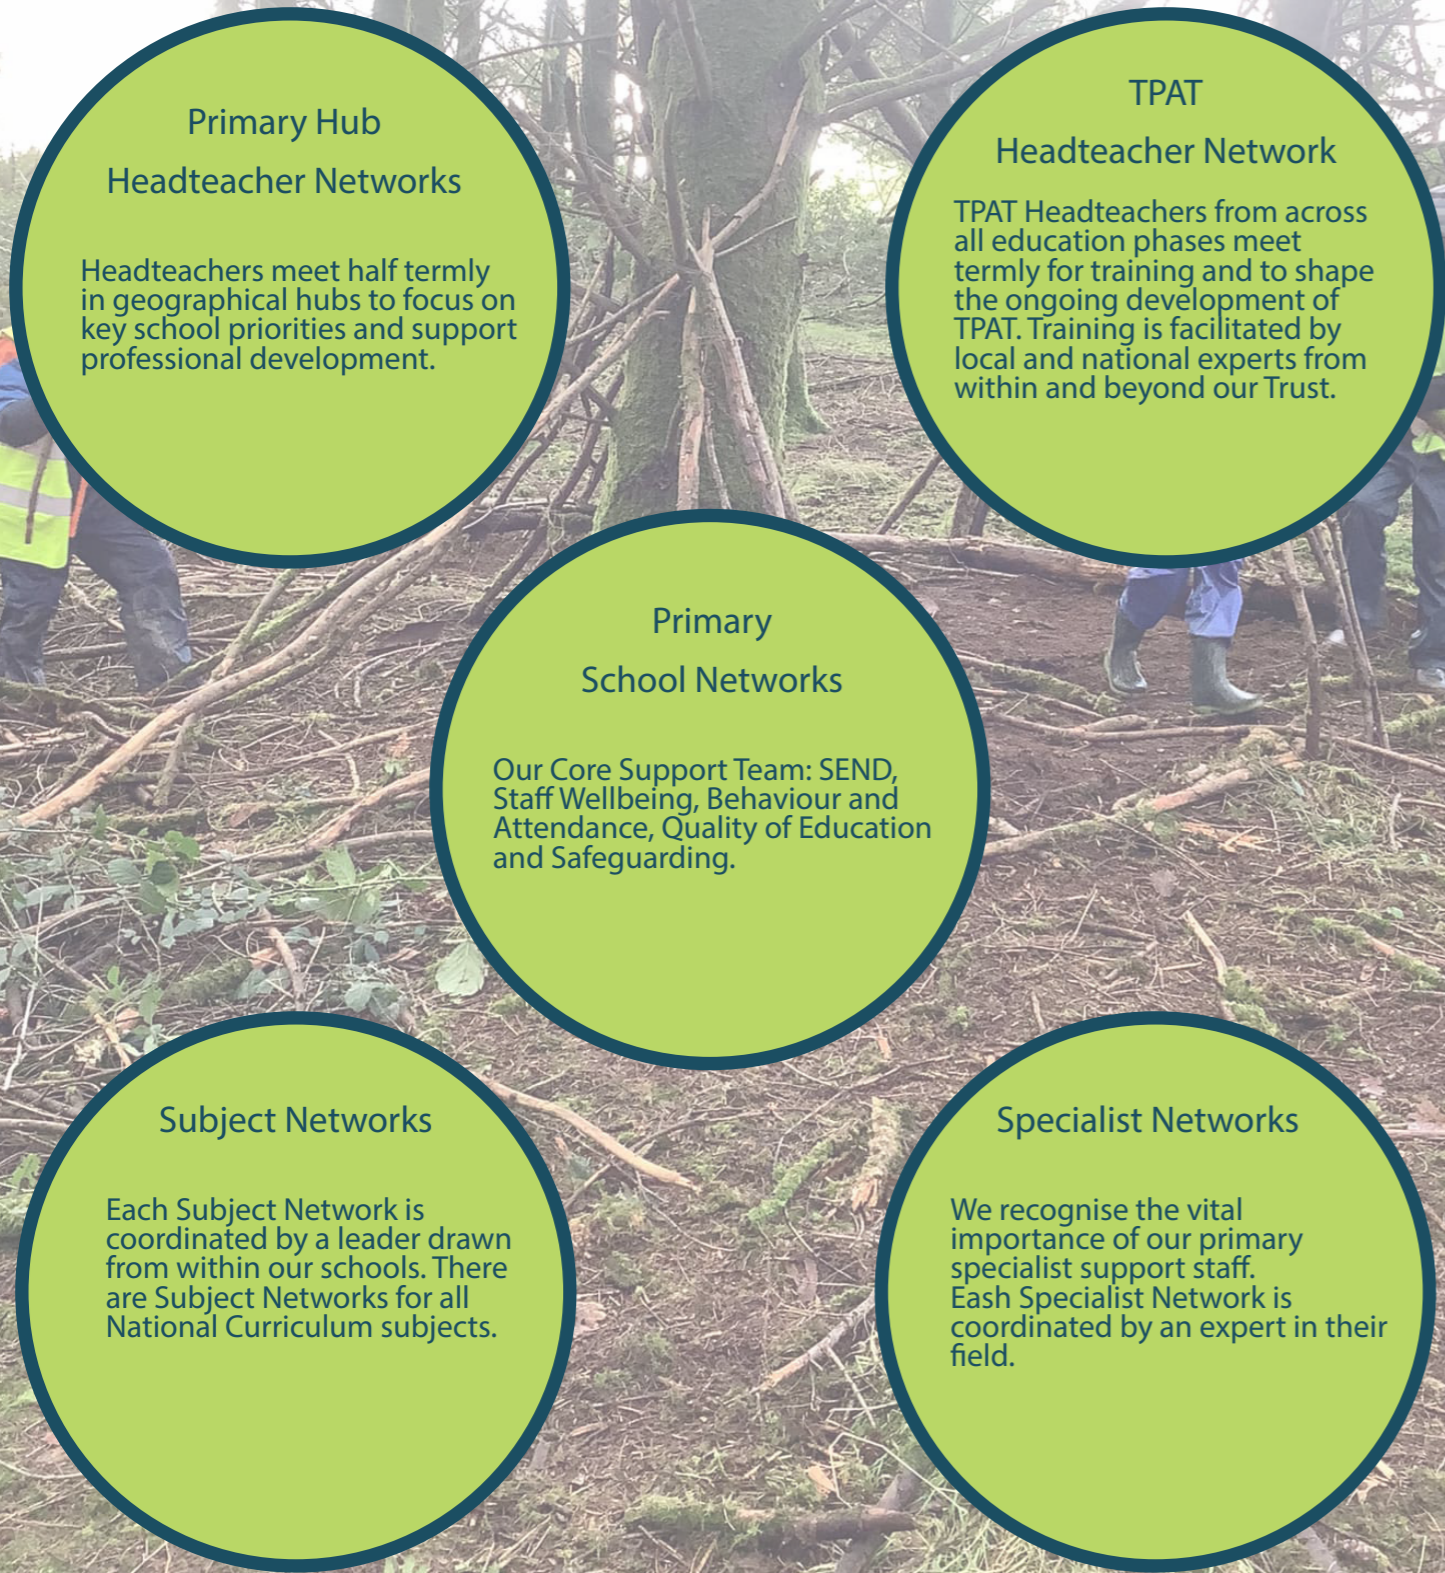 Primary Hub
Headteacher Networks
Headteachers meet half termly
in geographical hubs to focus on
key school priorities and support
professional development.
TPAT
Headteacher Network
TPAT Headteachers from across
all education phases meet
termly for training and to shape
the ongoing development of
TPAT. Training is facilitated by
local and national experts from
within and beyond our Trust.
Primary
School Networks
Our Core Support Team: SEND,
Staff Wellbeing, Behaviour and
Attendance, Quality of Education
and Safeguarding.
Subject Networks
Each Subject Network is
coordinated by a leader drawn
from within our schools. There
are Subject Networks for all
National Curriculum subjects.
Specialist Networks
We recognise the vital
importance of our primary
specialist support staff.
Eash Specialist Network is
coordinated by an expert in their
field.